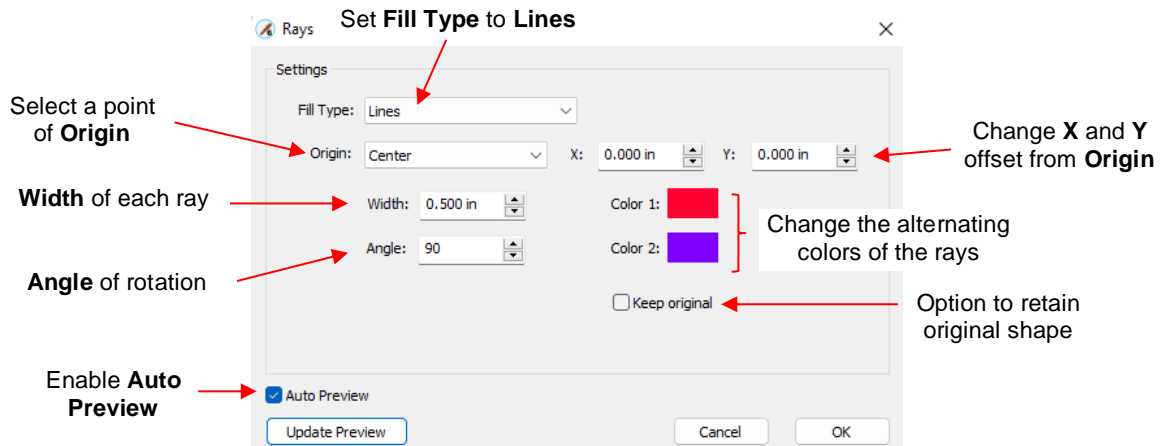 Set Fill Type to Lines
Rays
Settings
Select a point
of Origin
Fill Type: Lines
Origin: Center X: 0.000 in Y: 0.000 in
Change X and Y
offset from Origin
Width of each ray
Width: 0.500 in Color 1:
Change the alternating
colors of the rays
Angle: 90 Color 2:
Angle of rotation
Keep original
Option to retain
original shape
Enable Auto
Preview
Auto Preview
Update Preview Cancel OK